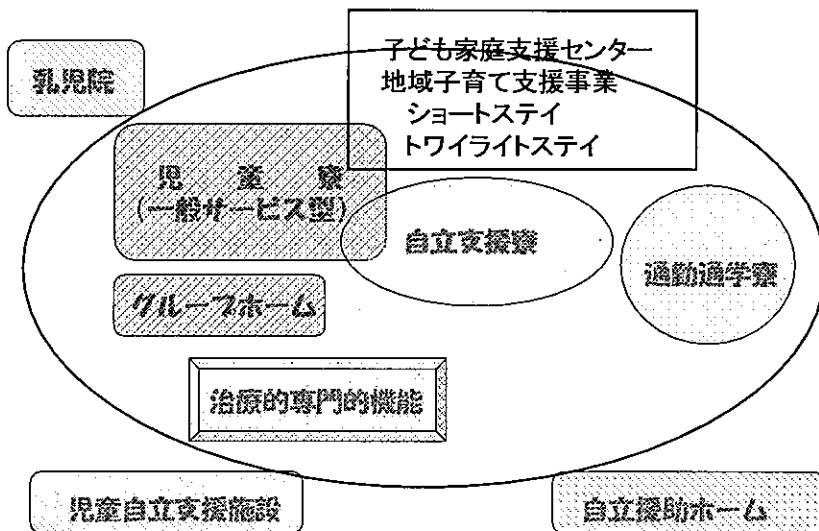 子ども家庭支援センター
地域子育て支援事業
ショートステイ
トワイライトステイ
乳児院
児童寮
(一般サービス型)
自立支援寮
通勤通学寮
グループホーム
治療的専門的機能
児童自立支援施設
自立援助ホーム